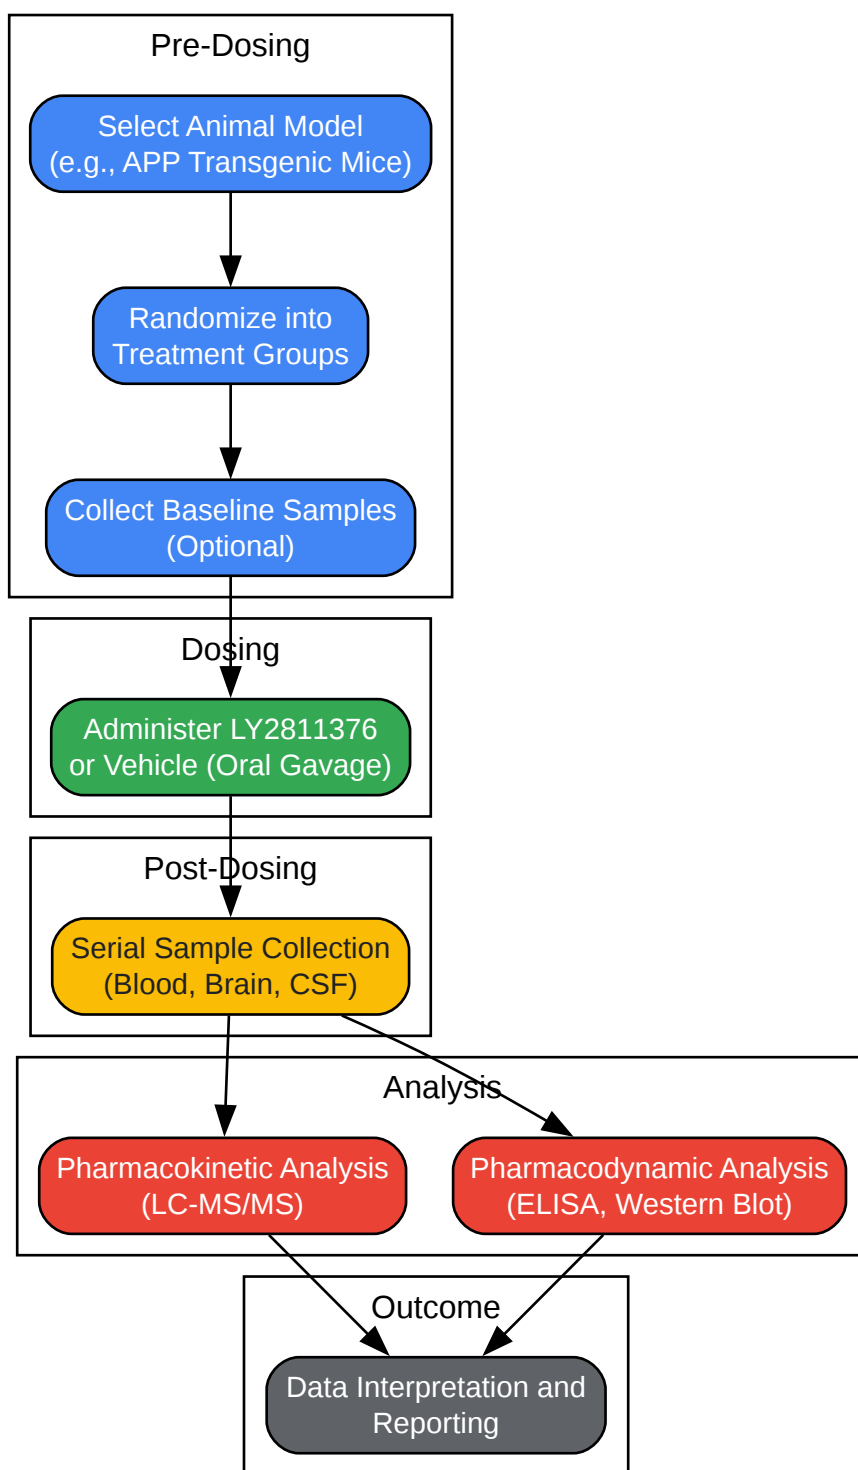 Pre-Dosing
Select Animal Model
(e.g., APP Transgenic Mice)
Randomize into
Treatment Groups
Collect Baseline Samples
(Optional)
Dosing
Administer LY2811376
or Vehicle (Oral Gavage)
Post-Dosing
Serial Sample Collection
(Blood, Brain, CSF)
Analysis
Pharmacokinetic Analysis
(LC-MS/MS)
Pharmacodynamic Analysis
(ELISA, Western Blot)
Outcome
Data Interpretation and
Reporting